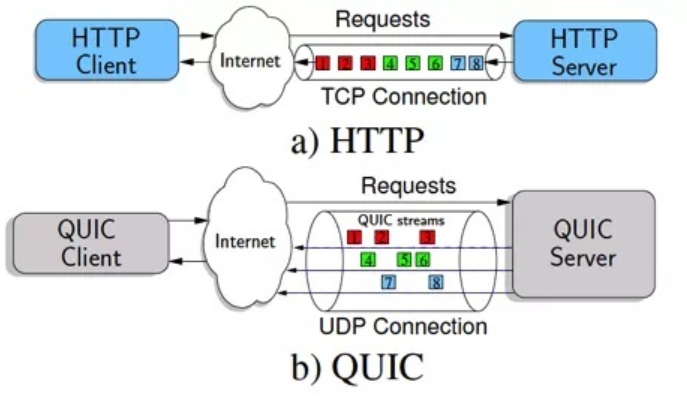 Requests
HTTP
Client
Internet
1 2 3 4 5 6 7 8
HTTP
Server
TCP Connection
a) HTTP
Requests
QUIC
Client
Internet
QUIC streams
1 2 3
4 5 6
7 8
QUIC
Server
UDP Connection
b) QUIC